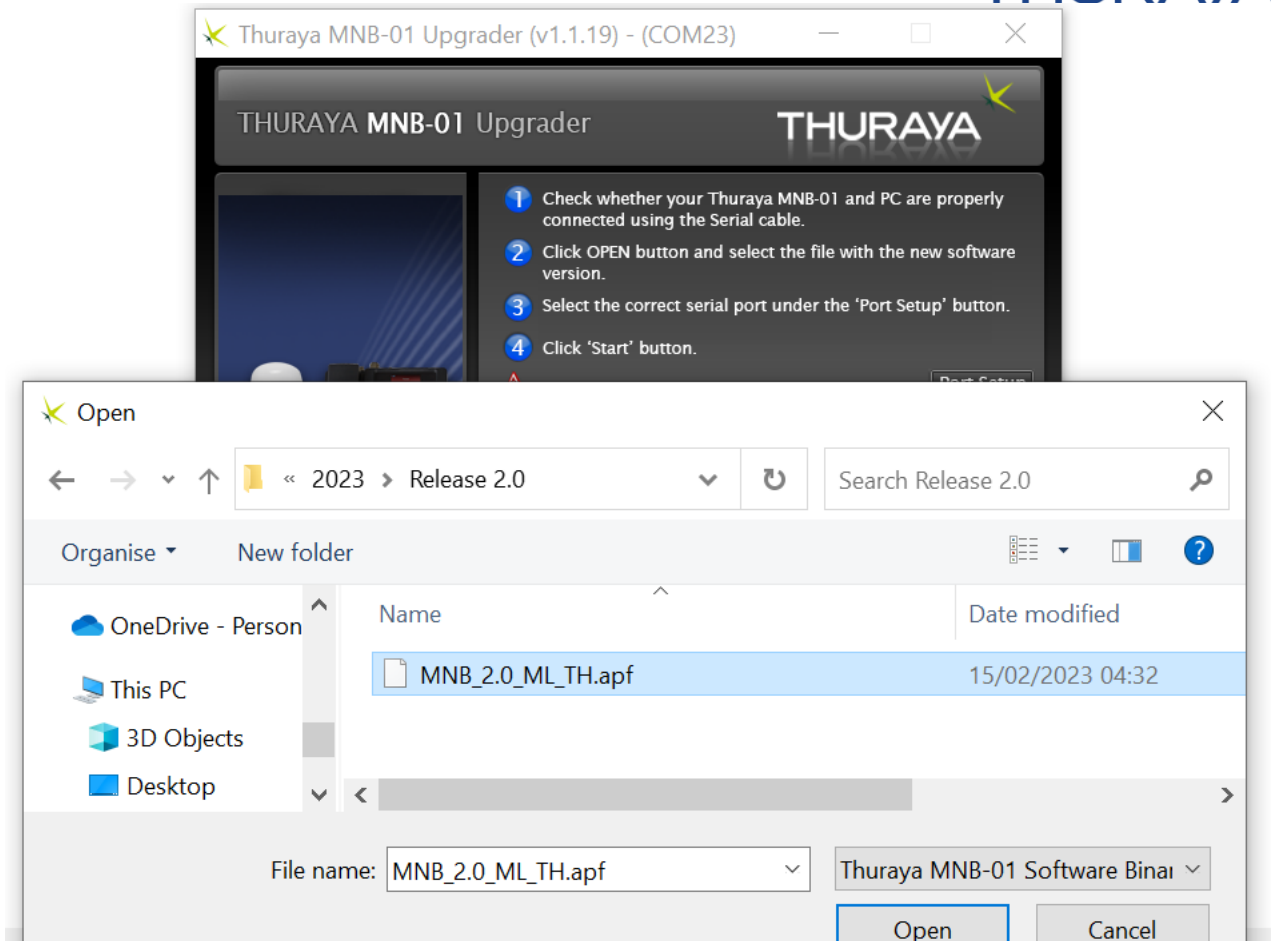 THURAYA
Thuraya MNB-01 Upgrader (v1.1.19) - (COM23)
THURAYA MNB-01 Upgrader
THURAYA
1 Check whether your Thuraya MNB-01 and PC are properly
connected using the Serial cable.
2 Click OPEN button and select the file with the new software
version.
3 Select the correct serial port under the ‘Port Setup’ button.
4 Click ‘Start’ button.
Port Setup
Open
« 2023 > Release 2.0
Search Release 2.0
Organise
New folder
?
Name
Date modified
OneDrive - Person
MNB_2.0_ML_TH.apf
15/02/2023 04:32
This PC
3D Objects
Desktop
File name:
MNB_2.0_ML_TH.apf
Thuraya MNB-01 Software Binar
Open
Cancel